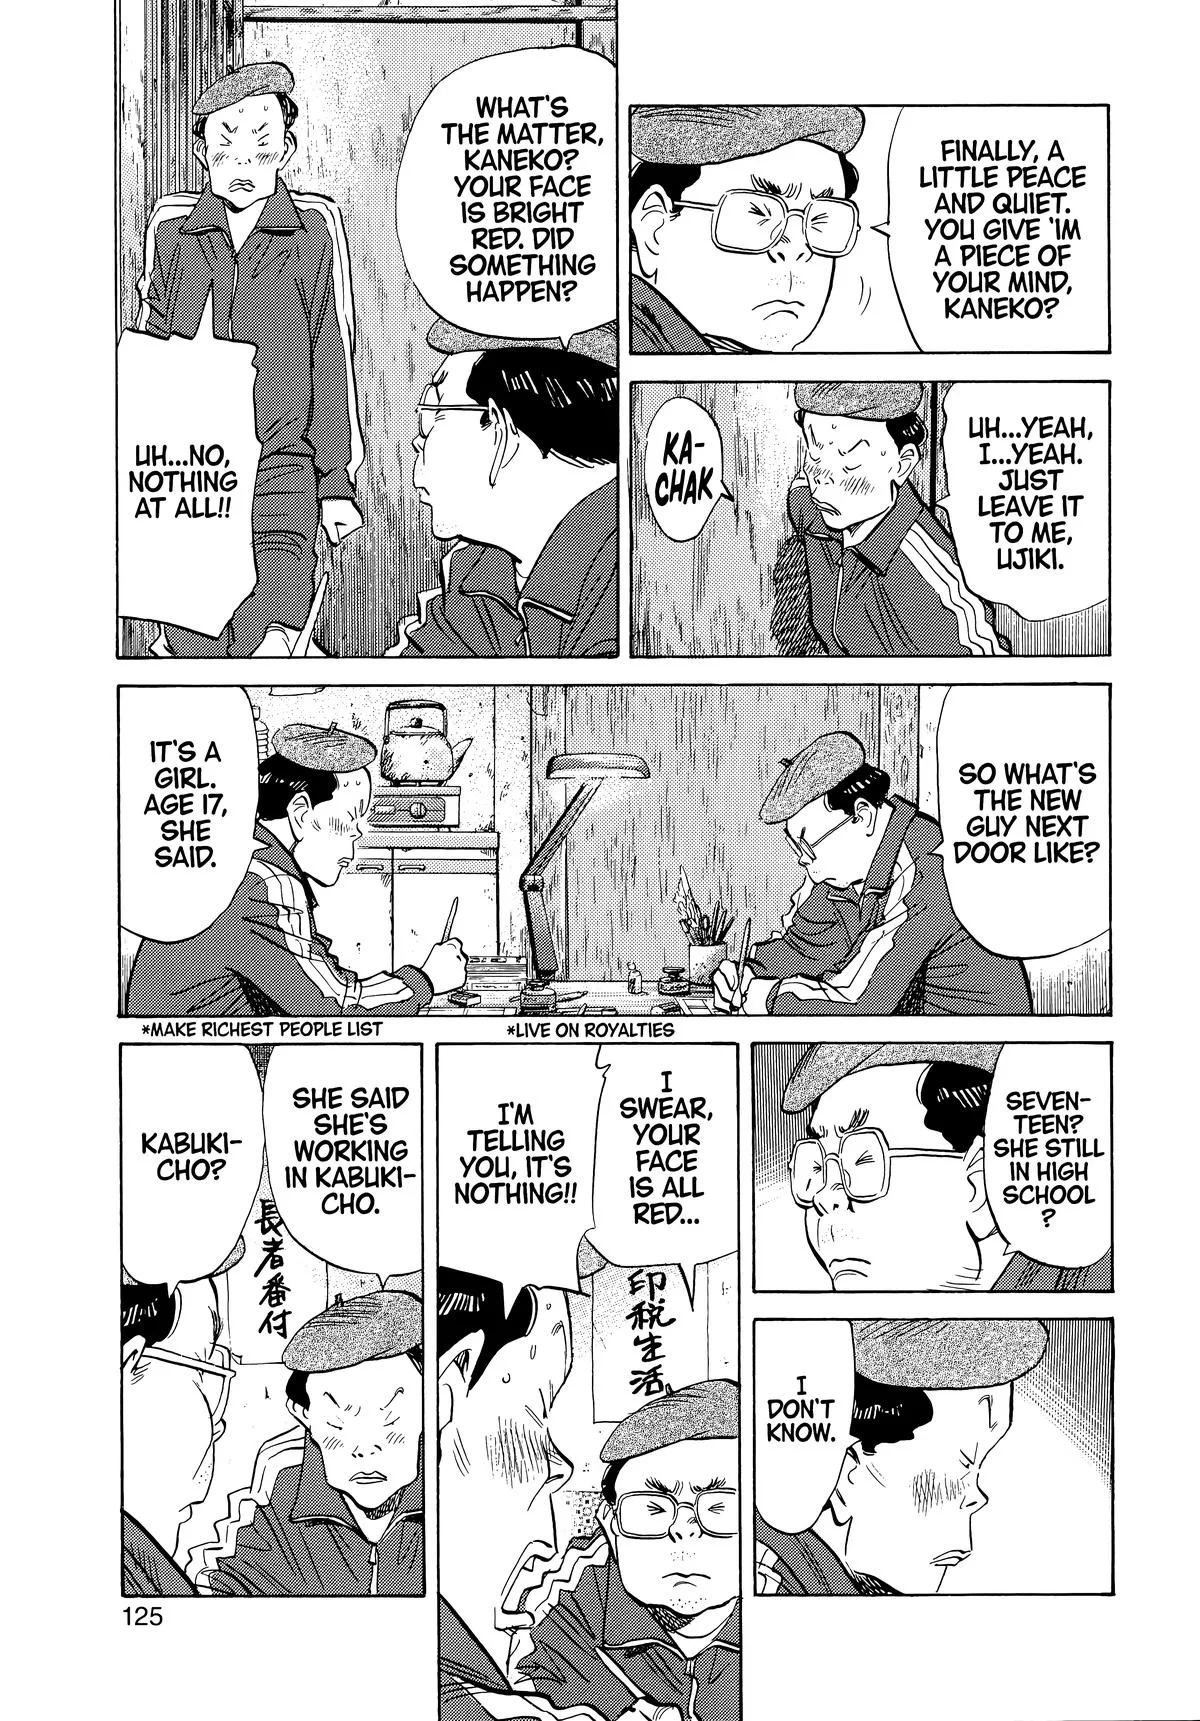 FINALLY, A
LITTLE PEACE
AND QUIET.
YOU GIVE 'IM
A PIECE OF
YOUR MIND,
KANEKO?
UH...YEAH,
I...YEAH.
JUST
LEAVE IT
TO ME,
UJIKI.
KA-
CHAK
WHAT'S
THE MATTER,
KANEKO?
YOUR FACE
IS BRIGHT
RED. DID
SOMETHING
HAPPEN?
UH...NO,
NOTHING
AT ALL!!
SO WHAT'S
THE NEW
GUY NEXT
DOOR LIKE?
IT'S A
GIRL.
AGE 17,
SHE
SAID.
SEVEN-
TEEN?
SHE STILL
IN HIGH
SCHOOL
?
I
DON'T
KNOW.
*LIVE ON ROYALTIES
I
SWEAR,
YOUR
FACE
IS ALL
RED...
I'M
TELLING
YOU, IT'S
NOTHING!!
印税生活
*MAKE RICHEST PEOPLE LIST
SHE SAID
SHE'S
WORKING
IN KABUKI-
CHO.
KABUKI-
CHO?
長者番付
125